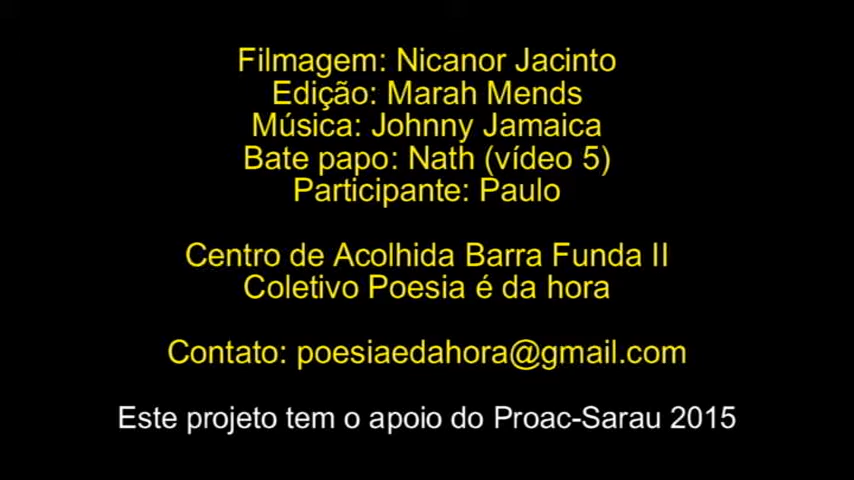 Filmagem: Nicanor Jacinto
Edição: Marah Mends
Música: Johnny Jamaica
Bate papo: Nath (vídeo 5)
Participante: Paulo
Centro de Acolhida Barra Funda II
Coletivo Poesia é da hora
Contato: poesiaedahora@gmail.com
Este projeto tem o apoio do Proac-Sarau 2015